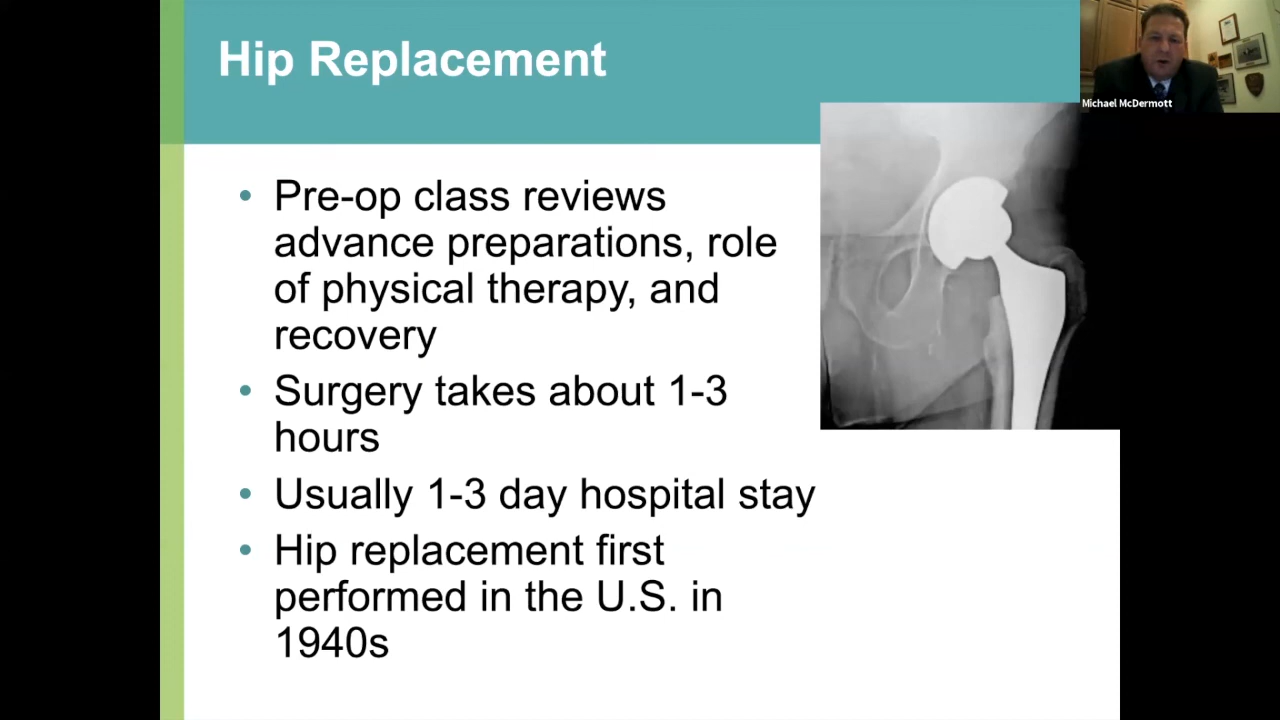 Hip Replacement
Michael McDermott
• Pre-op class reviews
advance preparations, role
of physical therapy, and
recovery
• Surgery takes about 1-3
hours
• Usually 1-3 day hospital stay
• Hip replacement first
performed in the U.S. in
1940s